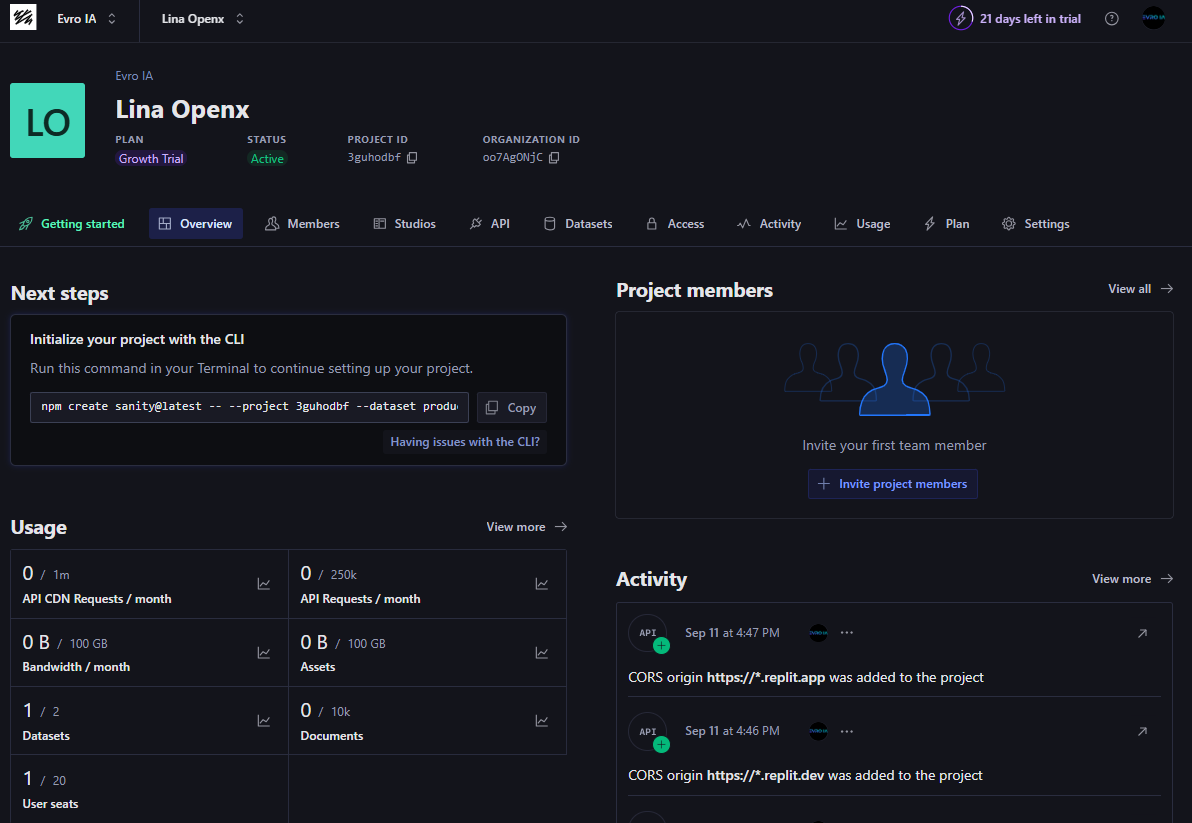 Evro IA
Lina Openx
21 days left in trial
EVRO IA
Evro IA
LO
Lina Openx
PLAN
STATUS
PROJECT ID
ORGANIZATION ID
Growth Trial
Active
3guhodbf
oo7AgONjC
Getting started
Overview
Members
Studios
API
Datasets
Access
Activity
Usage
Plan
Settings
Next steps
Initialize your project with the CLI
Run this command in your Terminal to continue setting up your project.
npm create sanity@latest -- --project 3guhodbf --dataset produc
Copy
Having issues with the CLI?
Usage
View more
0 / 1m
API CDN Requests / month
0 / 250k
API Requests / month
0 B / 100 GB
Bandwidth / month
0 B / 100 GB
Assets
1 / 2
Datasets
0 / 10k
Documents
1 / 20
User seats
Project members
View all
Invite your first team member
Invite project members
Activity
View more
API
Sep 11 at 4:47 PM
CORS origin https://*.replit.app was added to the project
API
Sep 11 at 4:46 PM
CORS origin https://*.replit.dev was added to the project